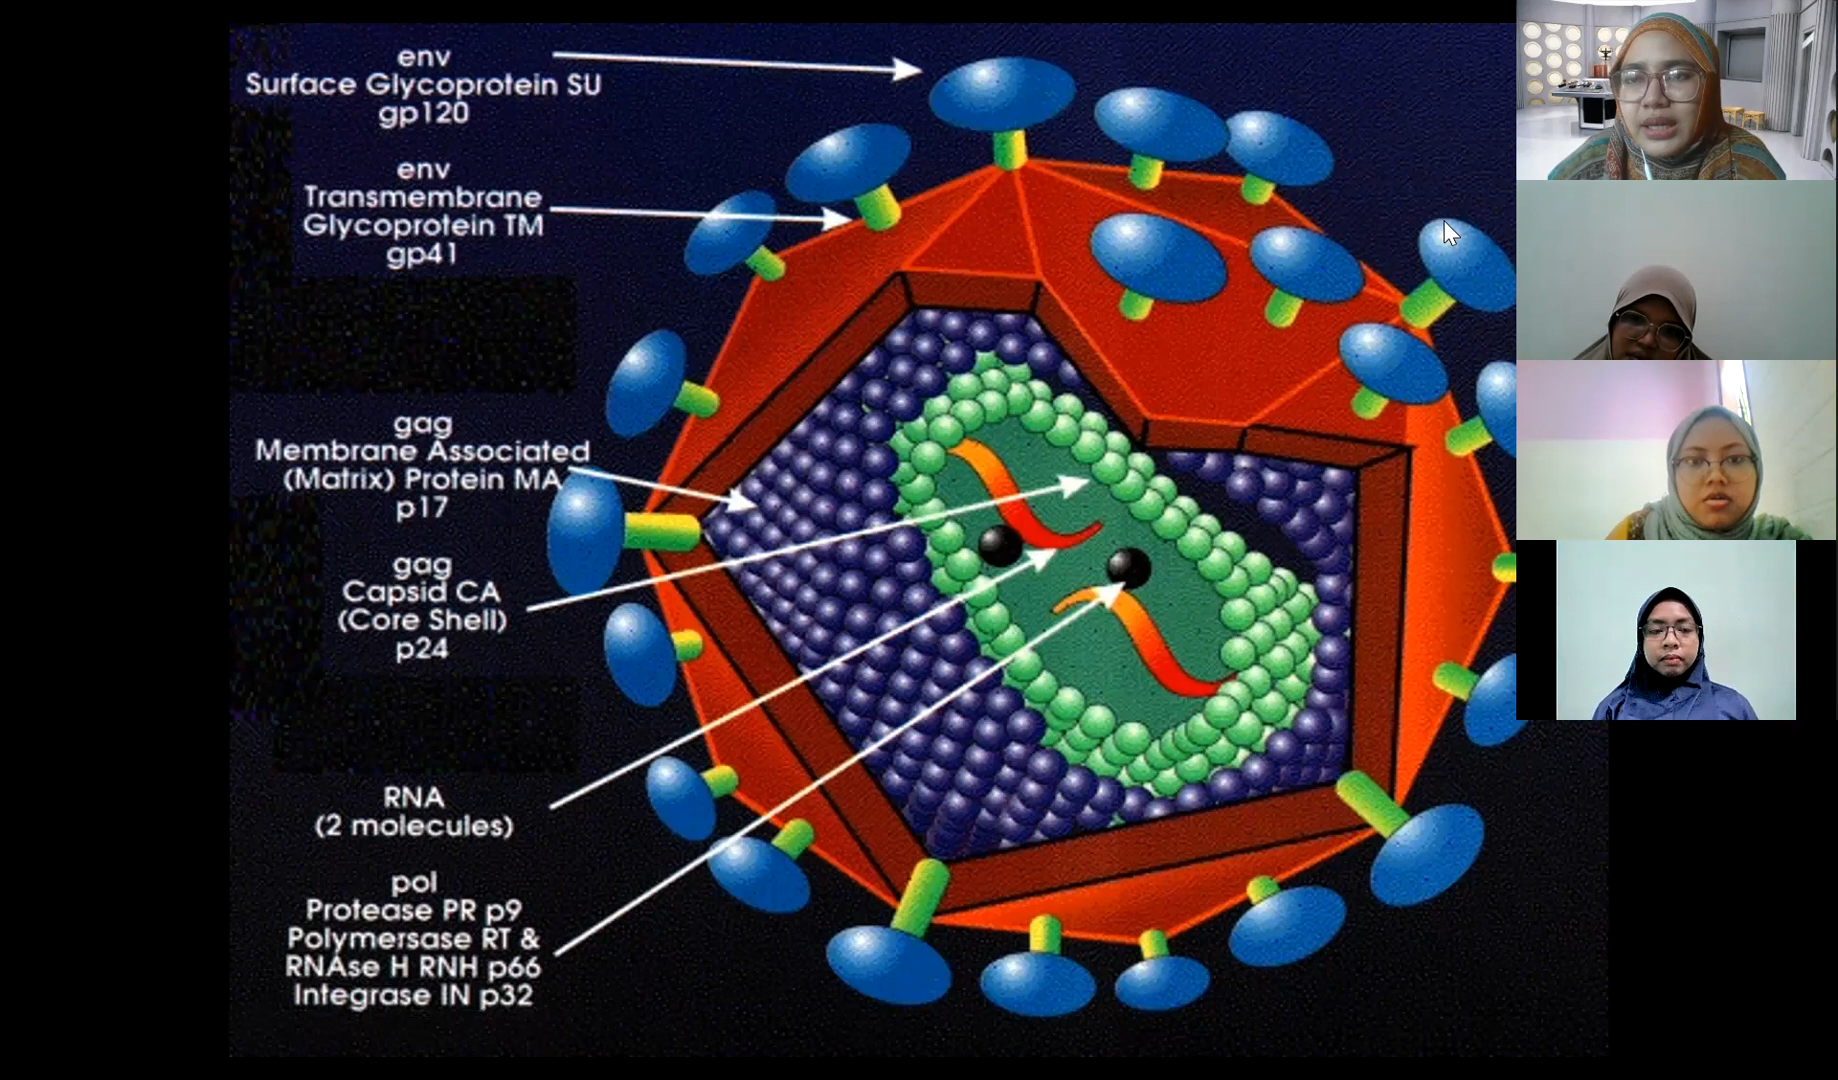 env
Surface Glycoprotein SU
gp120
env
Transmembrane
Glycoprotein TM
gp41
gag
Membrane Associated
(Matrix) Protein MA
p17
gag
Capsid CA
(Core Shell)
p24
RNA
(2 molecules)
pol
Protease PR p9
Polymersase RT &
RNAse H RNH p66
Integrase IN p32